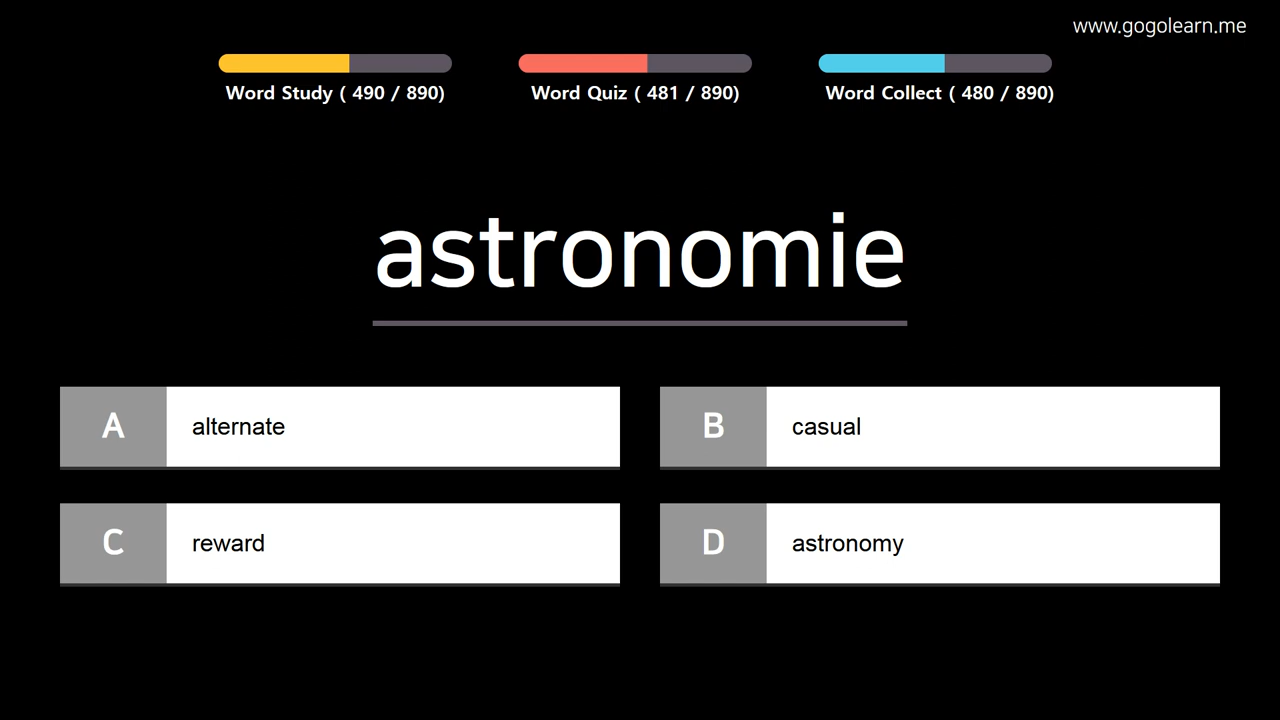 www.gogolearn.me
Word Study ( 490 / 890)
Word Quiz ( 481 / 890)
Word Collect ( 480 / 890)
astronomie
A alternate
B casual
C reward
D astronomy